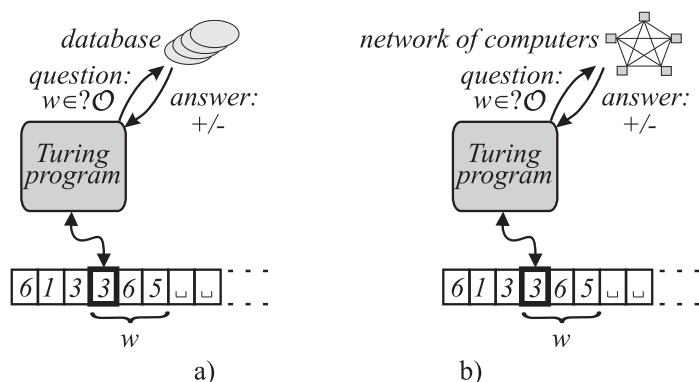 database
question:
w∈?𝒪
answer:
+/-
Turing
program
6 1 3 3 6 5 ␣ ␣
w
a)
network of computers
question:
w∈?𝒪
answer:
+/-
Turing
program
6 1 3 3 6 5 ␣ ␣
w
b)